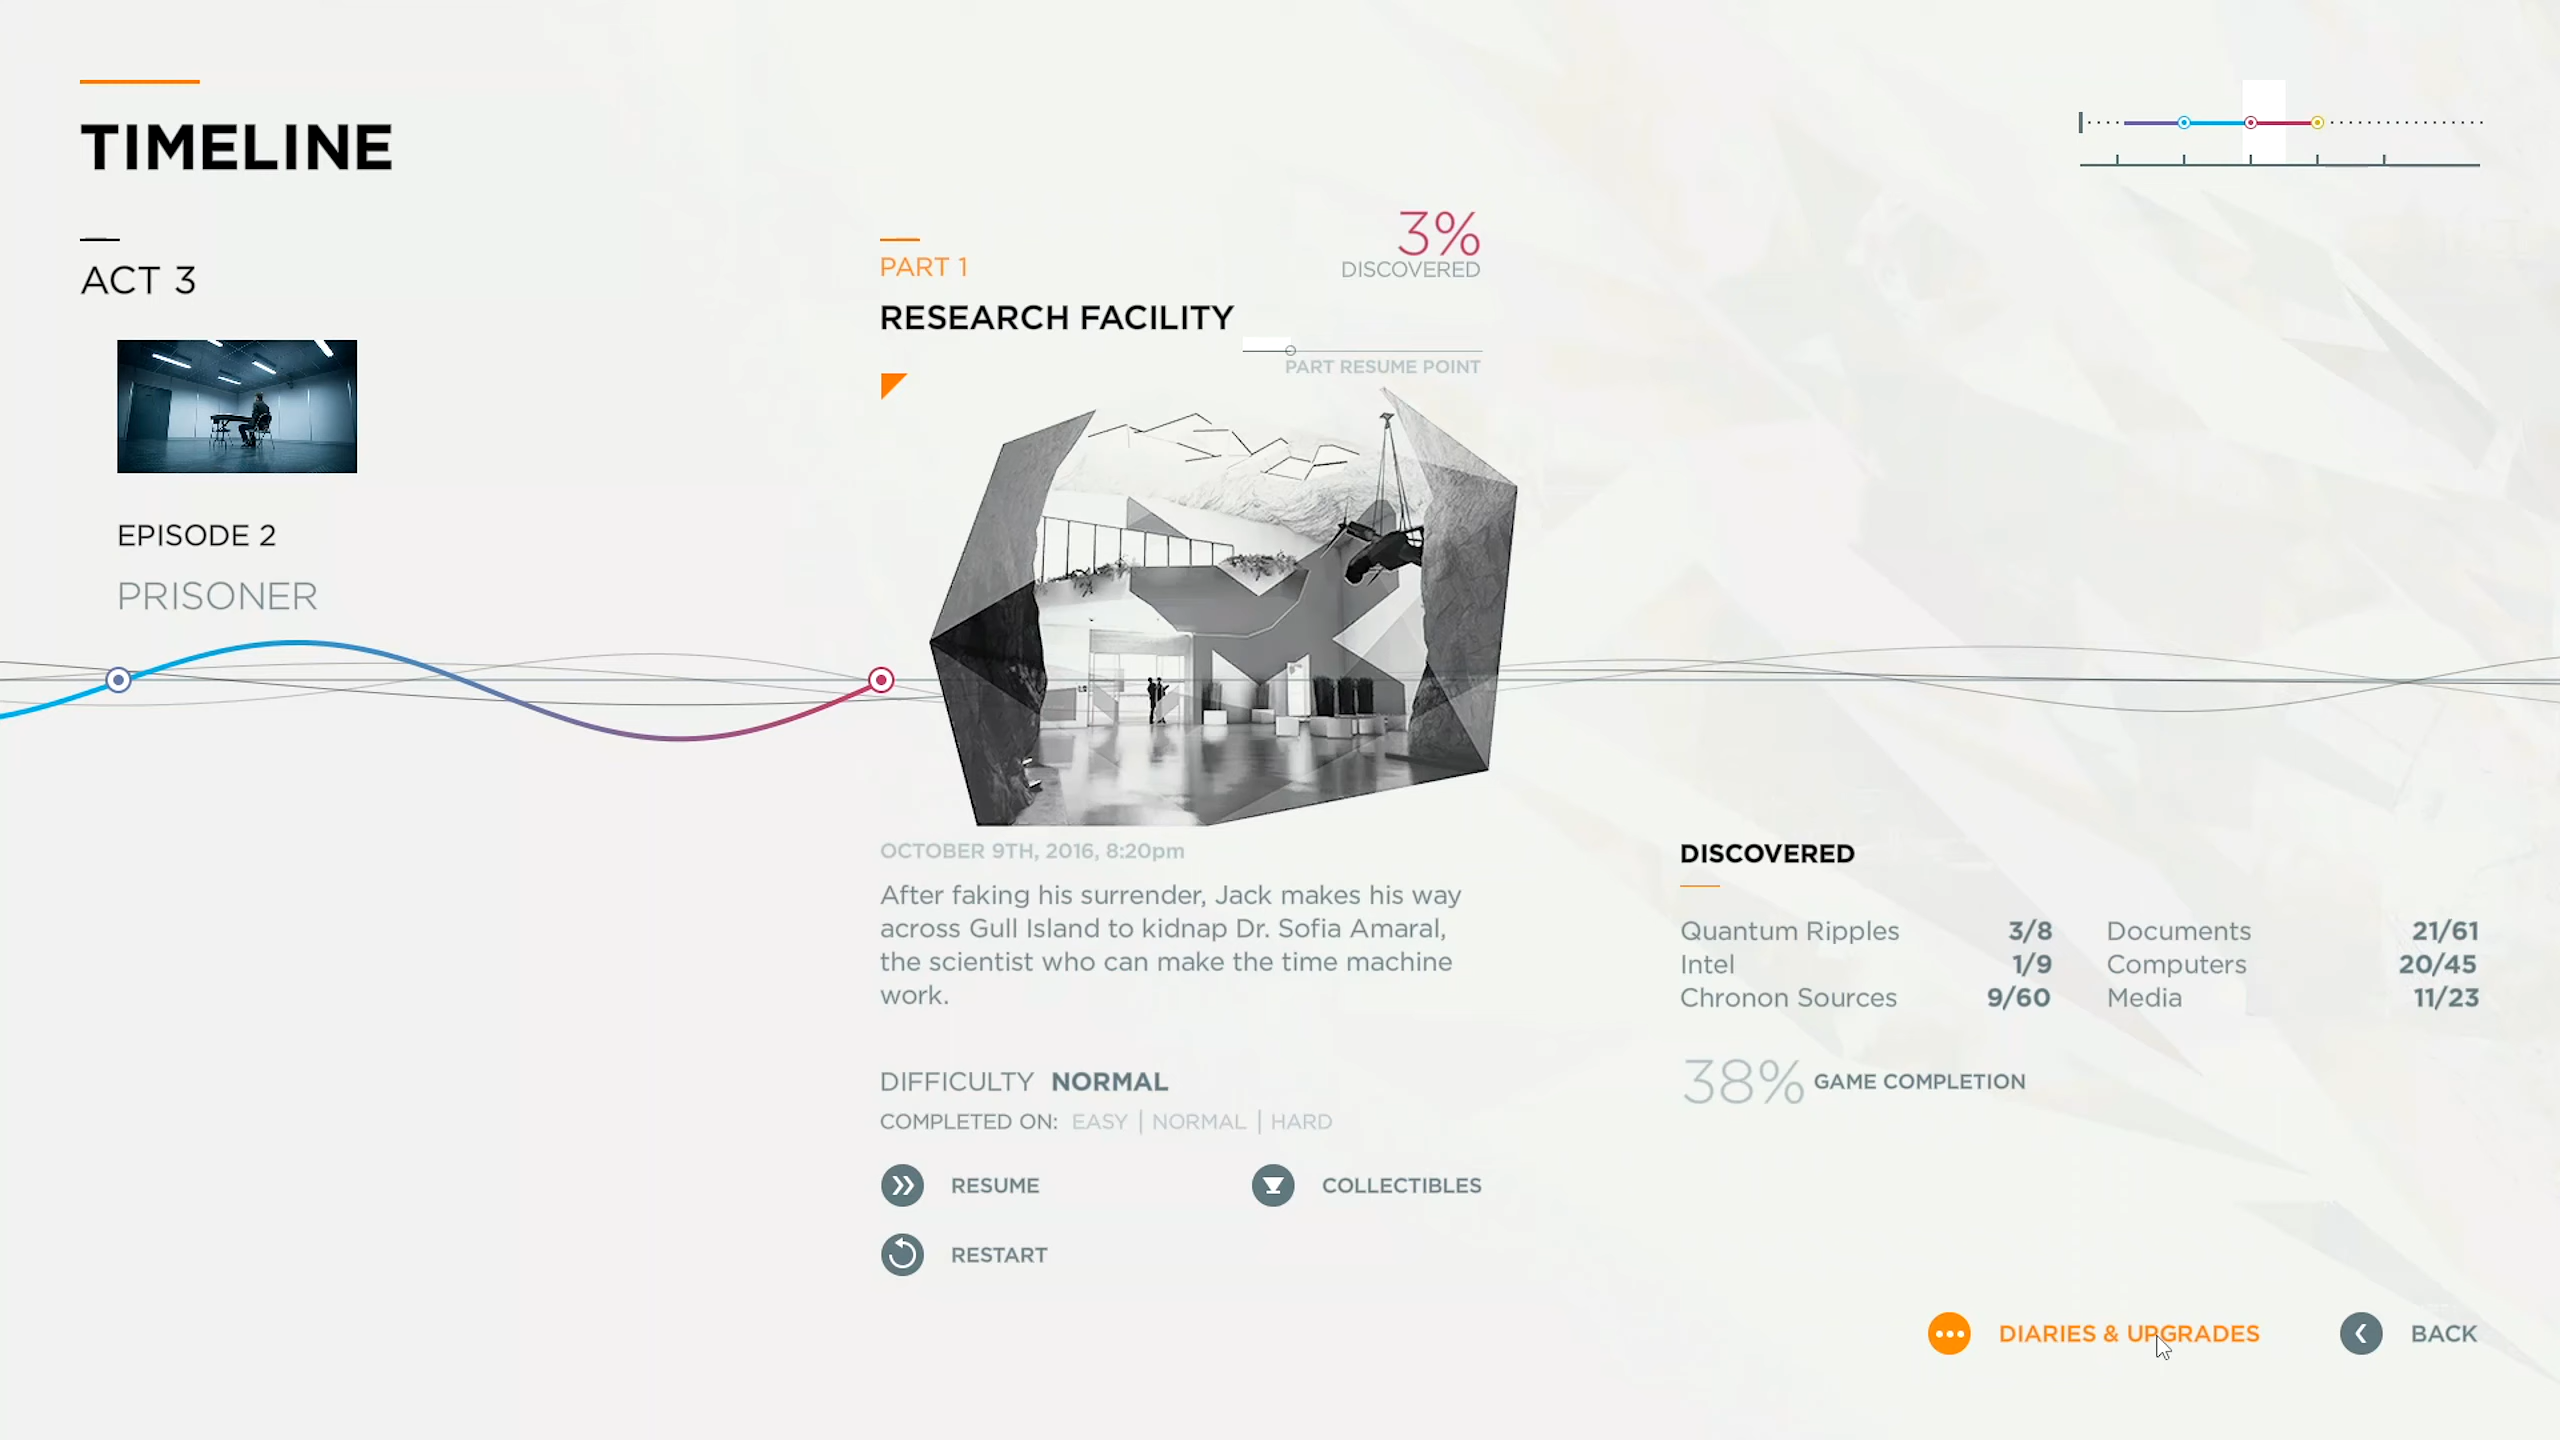 TIMELINE
ACT 3
EPISODE 2
PRISONER
PART 1
3%
DISCOVERED
RESEARCH FACILITY
PART RESUME POINT
OCTOBER 9TH, 2016, 8:20pm
After faking his surrender, Jack makes his way
across Gull Island to kidnap Dr. Sofia Amaral,
the scientist who can make the time machine
work.
DIFFICULTY NORMAL
COMPLETED ON: EASY | NORMAL | HARD
RESUME
COLLECTIBLES
RESTART
DISCOVERED
Quantum Ripples 3/8 Documents 21/61
Intel 1/9 Computers 20/45
Chronon Sources 9/60 Media 11/23
38% GAME COMPLETION
DIARIES & UPGRADES
BACK